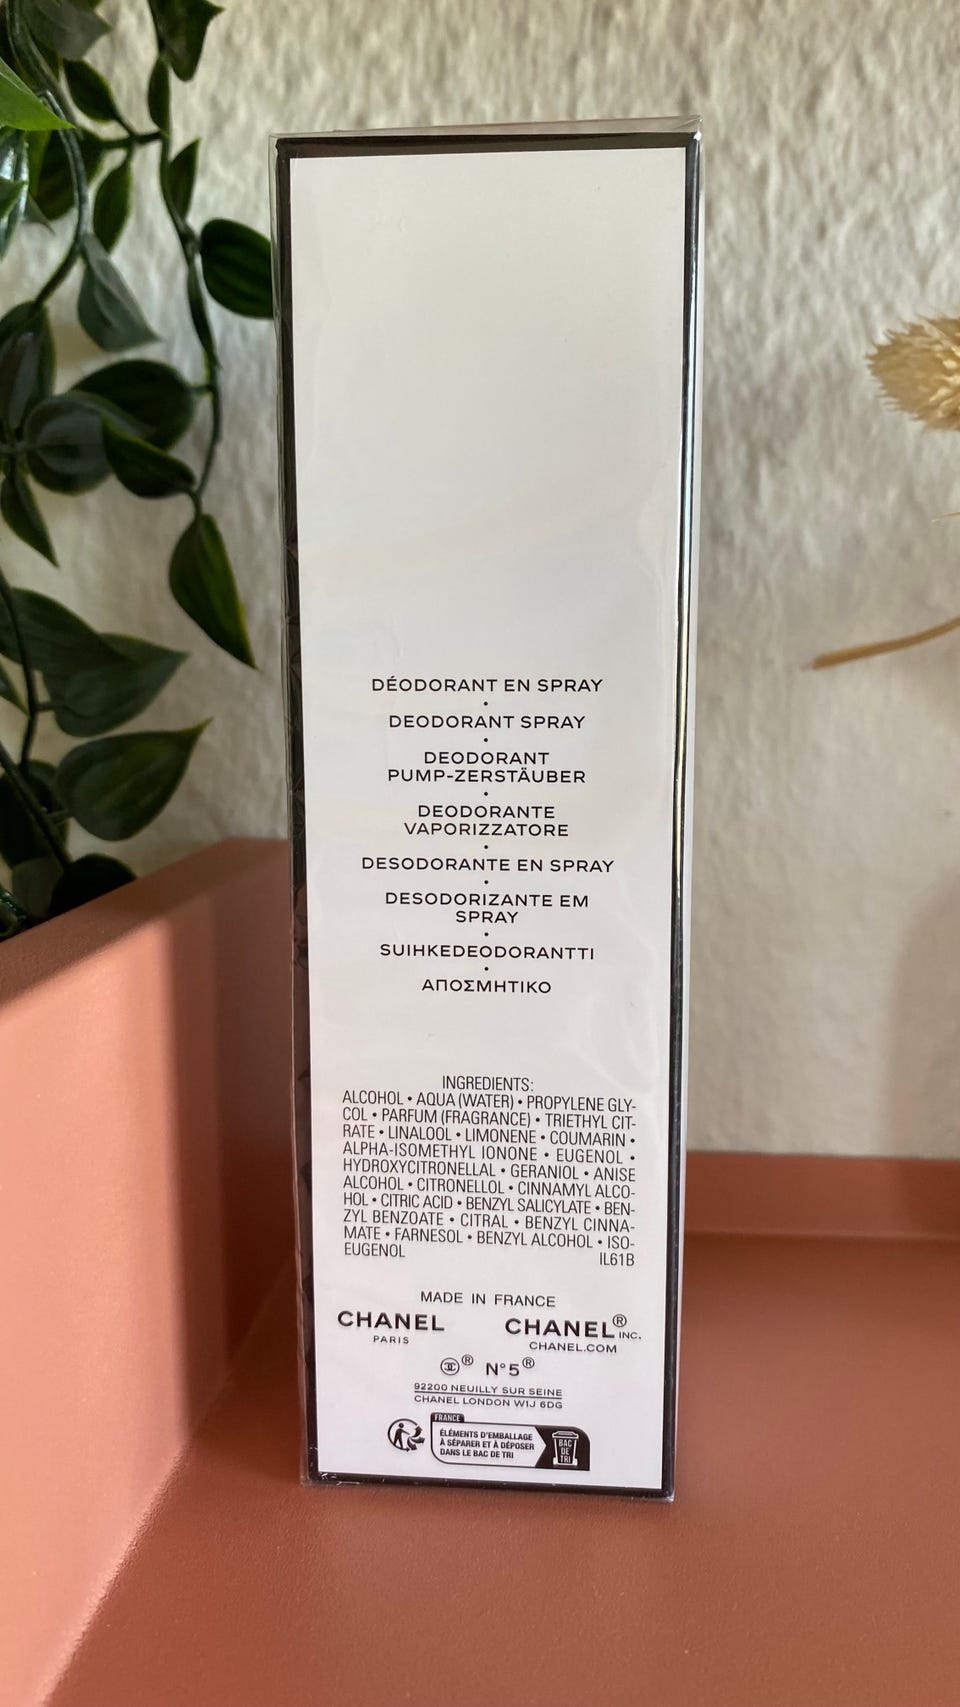 DÉODORANT EN SPRAY
•
DEODORANT SPRAY
•
DEODORANT
PUMP-ZERSTÄUBER
•
DEODORANTE
VAPORIZZATORE
•
DESODORANTE EN SPRAY
•
DESODORIZANTE EM
SPRAY
•
SUIHKEDEODORANTTI
•
ΑΠΟΣΜΗΤΙΚΟ
INGREDIENTS:
ALCOHOL • AQUA (WATER) • PROPYLENE GLY-
COL • PARFUM (FRAGRANCE) • TRIETHYL CIT-
RATE • LINALOOL • LIMONENE • COUMARIN •
ALPHA-ISOMETHYL IONONE • EUGENOL •
HYDROXYCITRONELLAL • GERANIOL • ANISE
ALCOHOL • CITRONELLOL • CINNAMYL ALCO-
HOL • CITRIC ACID • BENZYL SALICYLATE • BEN-
ZYL BENZOATE • CITRAL • BENZYL CINNA-
MATE • FARNESOL • BENZYL ALCOHOL • ISO-
EUGENOL IL61B
MADE IN FRANCE
CHANEL CHANEL® INC.
PARIS CHANEL.COM
® N°5®
92200 NEUILLY SUR SEINE
CHANEL LONDON W1J 6DG
FRANCE
ÉLÉMENTS D'EMBALLAGE
À SÉPARER ET À DÉPOSER
DANS LE BAC DE TRI
BAC
DE
TRI